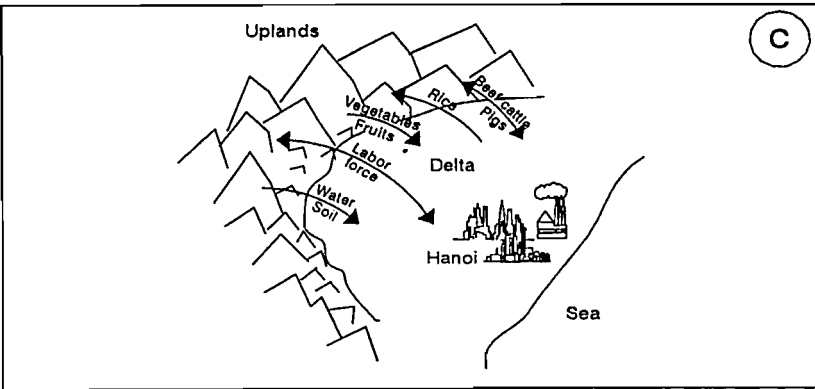 Uplands
C
Beef cattle
Pigs
Rice
Vegetables
Fruits
Labor
force
Delta
Water
Soil
Hanoi
Sea